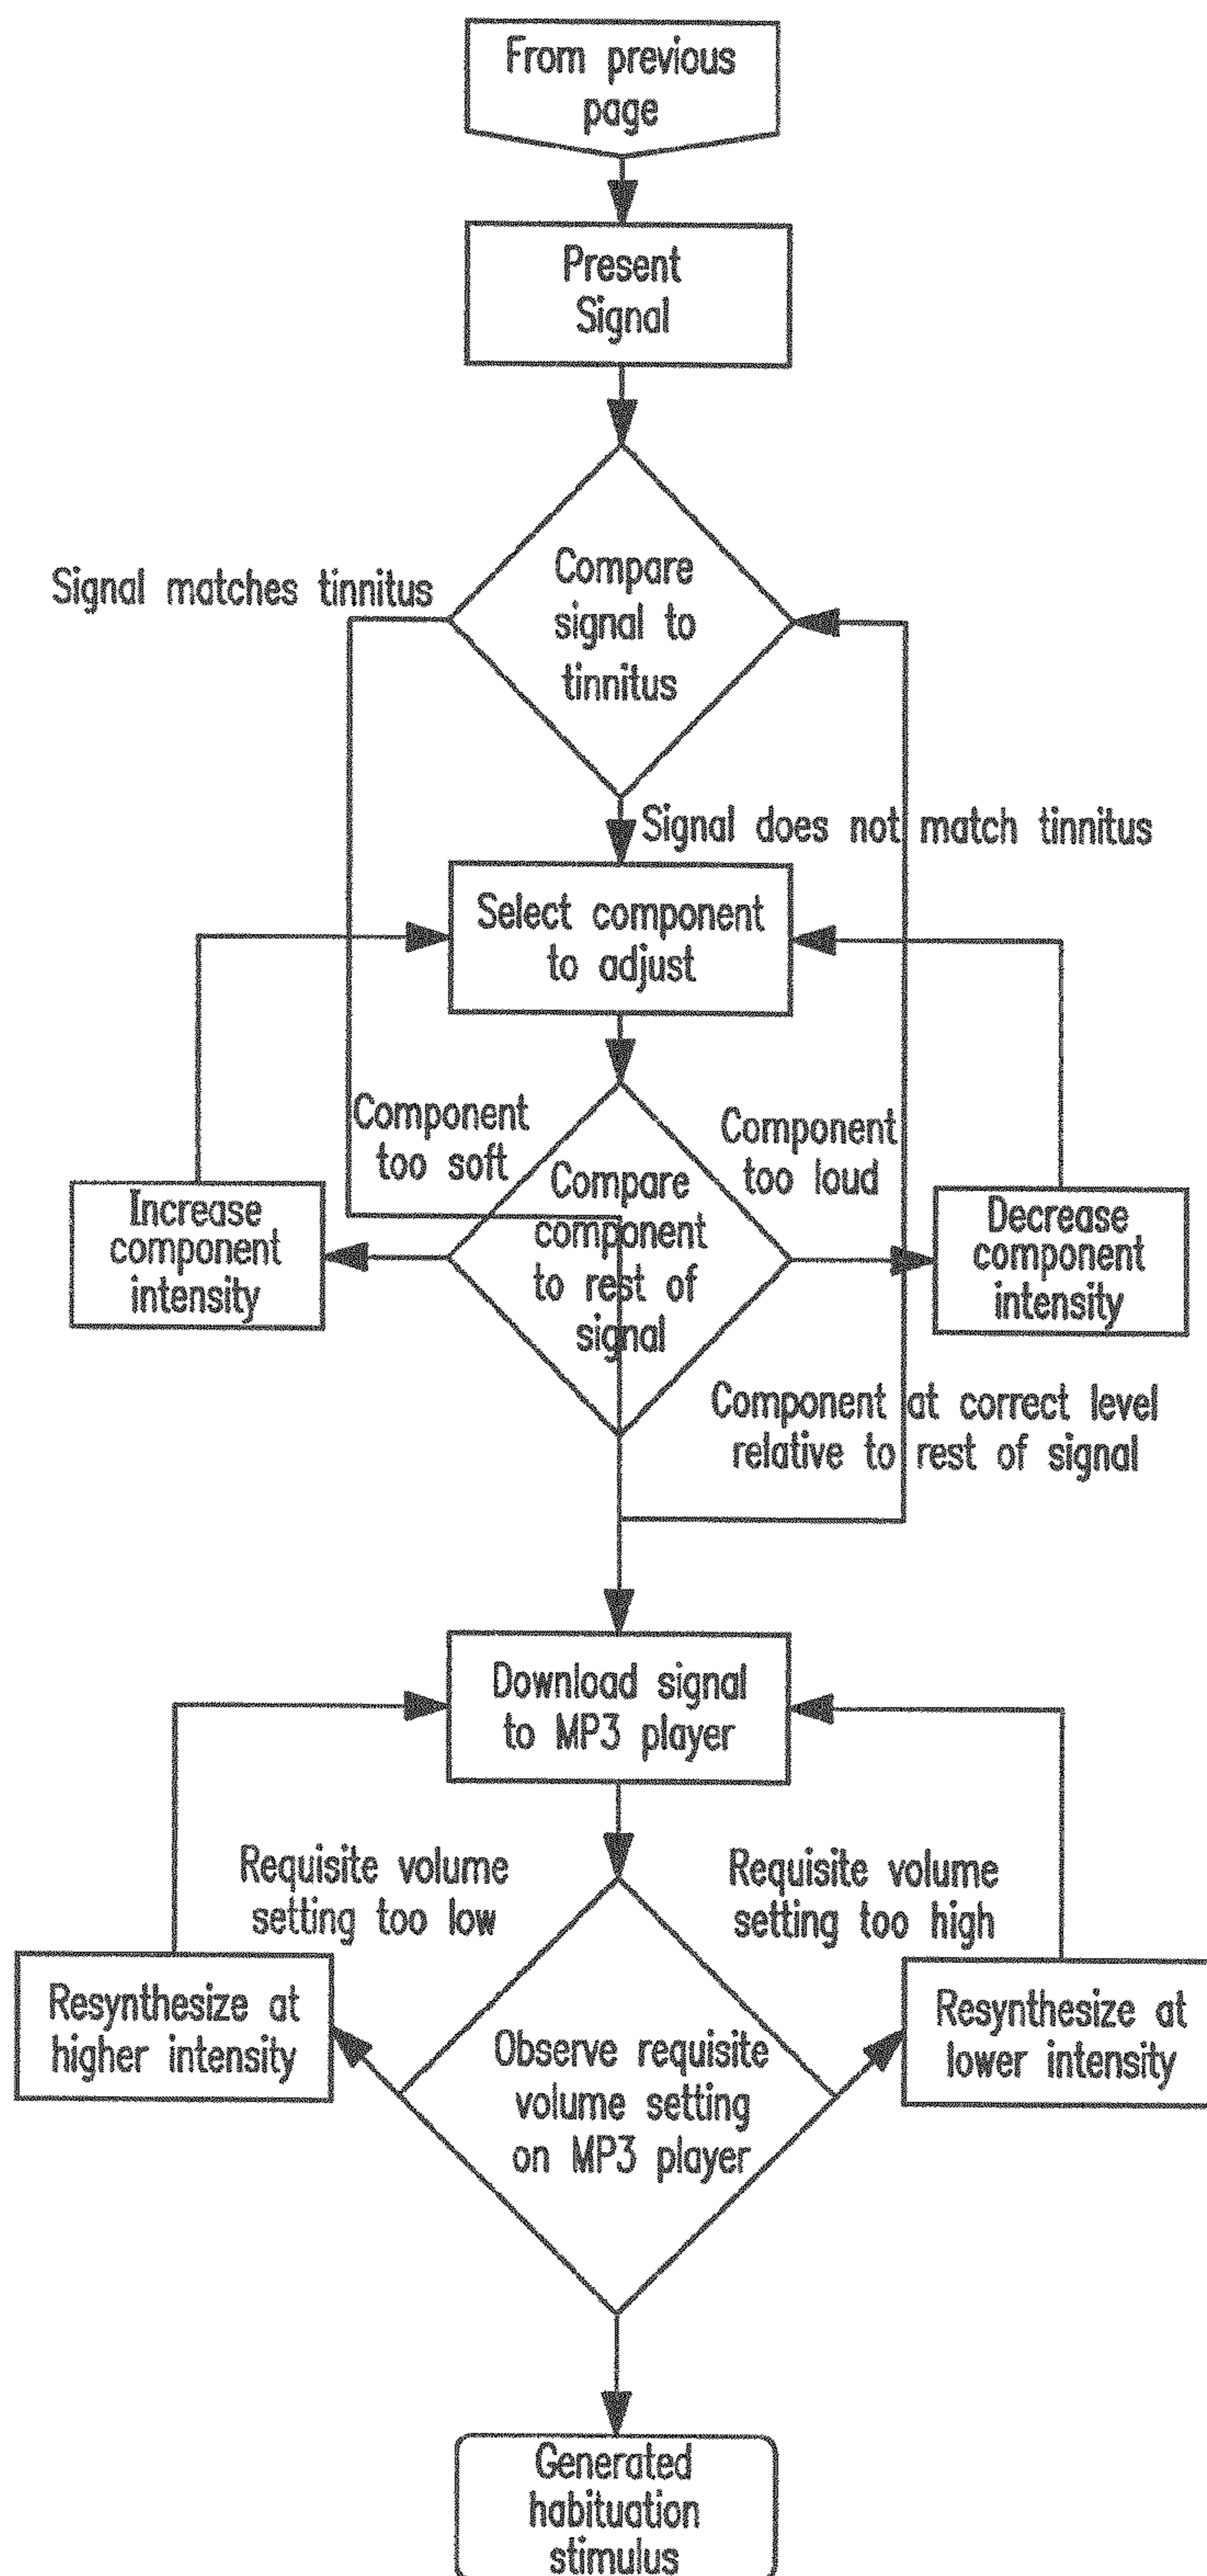 From previous
page
Present
Signal
Signal matches tinnitus
Compare
signal to
tinnitus
Signal does not match tinnitus
Select component
to adjust
Component
too soft
Component
too loud
Compare
component
to rest of
signal
Increase
component
intensity
Decrease
component
intensity
Component at correct level
relative to rest of signal
Download signal
to MP3 player
Requisite volume
setting too low
Requisite volume
setting too high
Resynthesize at
higher intensity
Observe requisite
volume setting
on MP3 player
Resynthesize at
lower intensity
Generated
habituation
stimulus